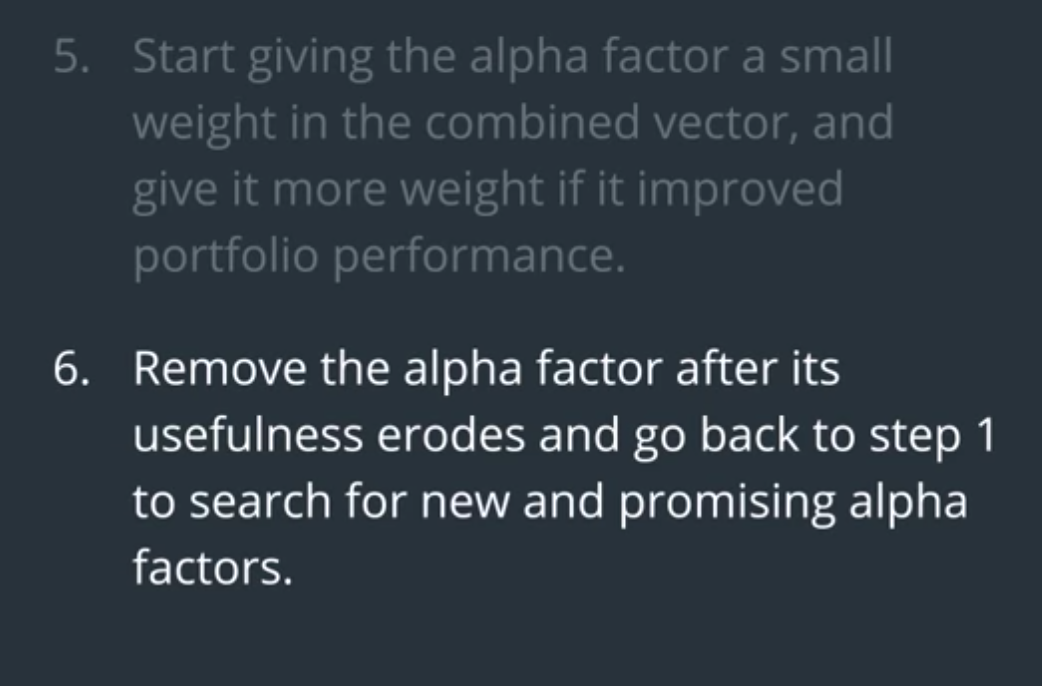 5. Start giving the alpha factor a small
weight in the combined vector, and
give it more weight if it improved
portfolio performance.
6. Remove the alpha factor after its
usefulness erodes and go back to step 1
to search for new and promising alpha
factors.